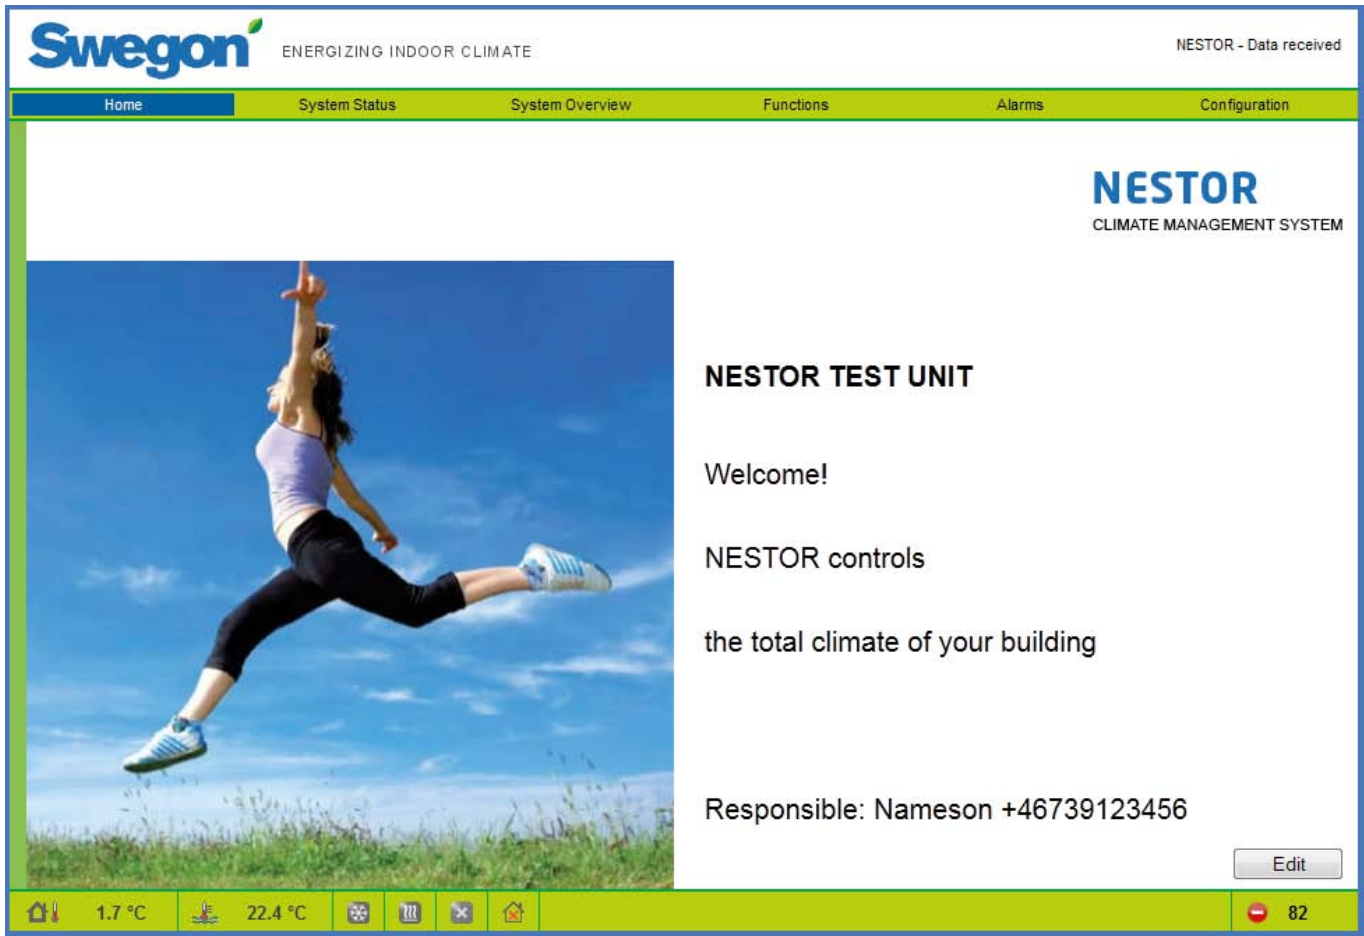 Swegon
ENERGIZING INDOOR CLIMATE
NESTOR - Data received
Home
System Status
System Overview
Functions
Alarms
Configuration
NESTOR
CLIMATE MANAGEMENT SYSTEM
NESTOR TEST UNIT
Welcome!
NESTOR controls
the total climate of your building
Responsible: Nameson +46739123456
Edit
1.7 °C
22.4 °C
82